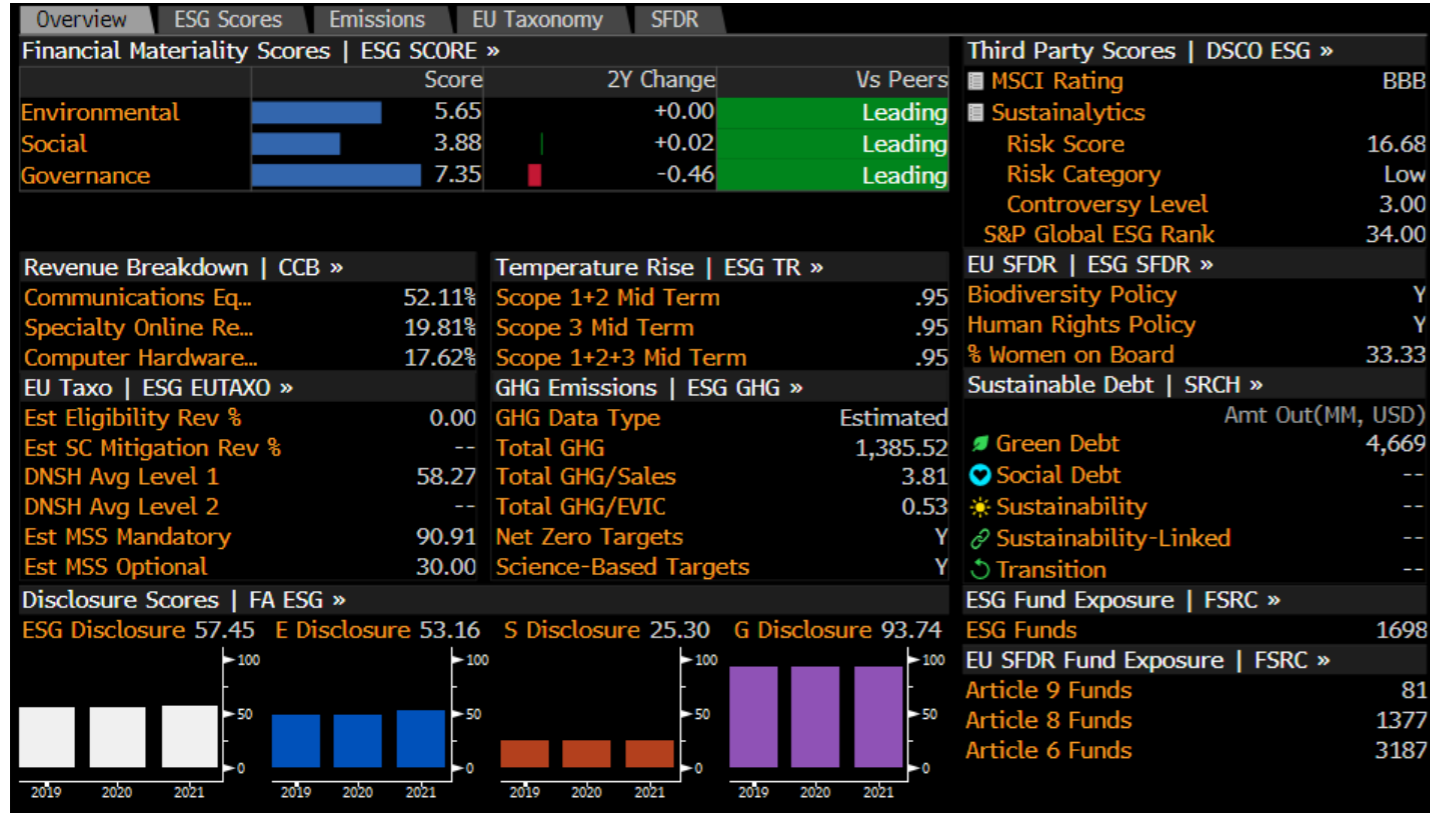 Overview ESG Scores Emissions EU Taxonomy SFDR
Financial Materiality Scores | ESG SCORE »
Score 2Y Change Vs Peers
Environmental 5.65 +0.00 Leading
Social 3.88 +0.02 Leading
Governance 7.35 -0.46 Leading
Third Party Scores | DSCO ESG »
MSCI Rating BBB
Sustainalytics
Risk Score 16.68
Risk Category Low
Controversy Level 3.00
S&P Global ESG Rank 34.00
Revenue Breakdown | CCB »
Communications Eq… 52.11%
Specialty Online Re… 19.81%
Computer Hardware… 17.62%
Temperature Rise | ESG TR »
Scope 1+2 Mid Term .95
Scope 3 Mid Term .95
Scope 1+2+3 Mid Term .95
EU SFDR | ESG SFDR »
Biodiversity Policy Y
Human Rights Policy Y
% Women on Board 33.33
EU Taxo | ESG EUTAXO »
Est Eligibility Rev % 0.00
Est SC Mitigation Rev % --
DNSH Avg Level 1 58.27
DNSH Avg Level 2 --
Est MSS Mandatory 90.91
Est MSS Optional 30.00
GHG Emissions | ESG GHG »
GHG Data Type Estimated
Total GHG 1,385.52
Total GHG/Sales 3.81
Total GHG/EVIC 0.53
Net Zero Targets Y
Science-Based Targets Y
Sustainable Debt | SRCH »
Amt Out(MM, USD)
Green Debt 4,669
Social Debt --
Sustainability --
Sustainability-Linked --
Transition --
Disclosure Scores | FA ESG »
ESG Disclosure 57.45 E Disclosure 53.16 S Disclosure 25.30 G Disclosure 93.74
100 100 100 100
50 50 50 50
0 0 0 0
2019 2020 2021 2019 2020 2021 2019 2020 2021 2019 2020 2021
ESG Fund Exposure | FSRC »
ESG Funds 1698
EU SFDR Fund Exposure | FSRC »
Article 9 Funds 81
Article 8 Funds 1377
Article 6 Funds 3187